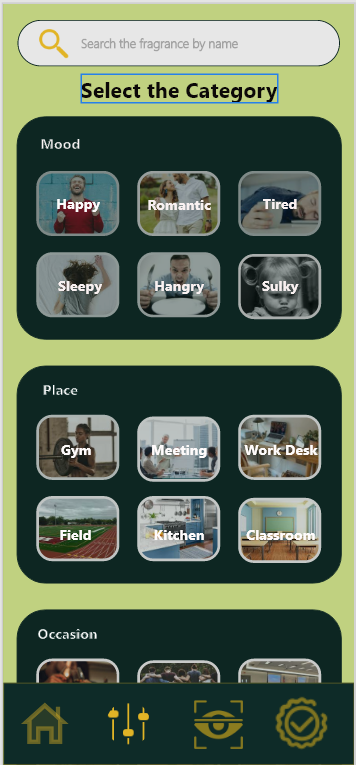 Search the fragrance by name
Select the Category
Mood
Happy Romantic Tired
Sleepy Hangry Sulky
Place
Gym Meeting Work Desk
Field Kitchen Classroom
Occasion